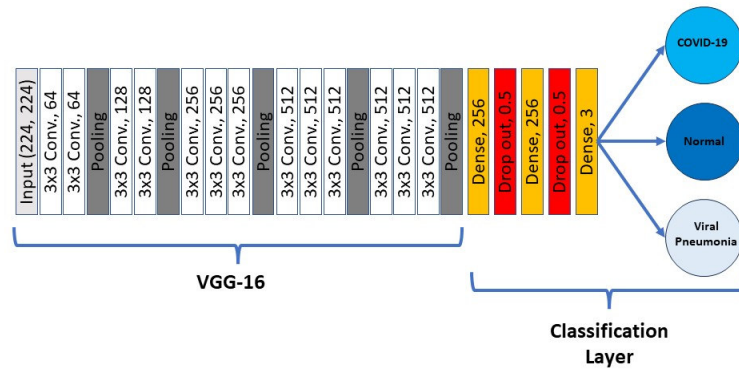 Input (224, 224)
3x3 Conv., 64
3x3 Conv., 64
Pooling
3x3 Conv., 128
3x3 Conv., 128
Pooling
3x3 Conv., 256
3x3 Conv., 256
3x3 Conv., 256
Pooling
3x3 Conv., 512
3x3 Conv., 512
3x3 Conv., 512
Pooling
3x3 Conv., 512
3x3 Conv., 512
3x3 Conv., 512
Pooling
Dense, 256
Drop out, 0.5
Dense, 256
Drop out, 0.5
Dense, 3
COVID-19
Normal
Viral
Pneumonia
VGG-16
Classification
Layer